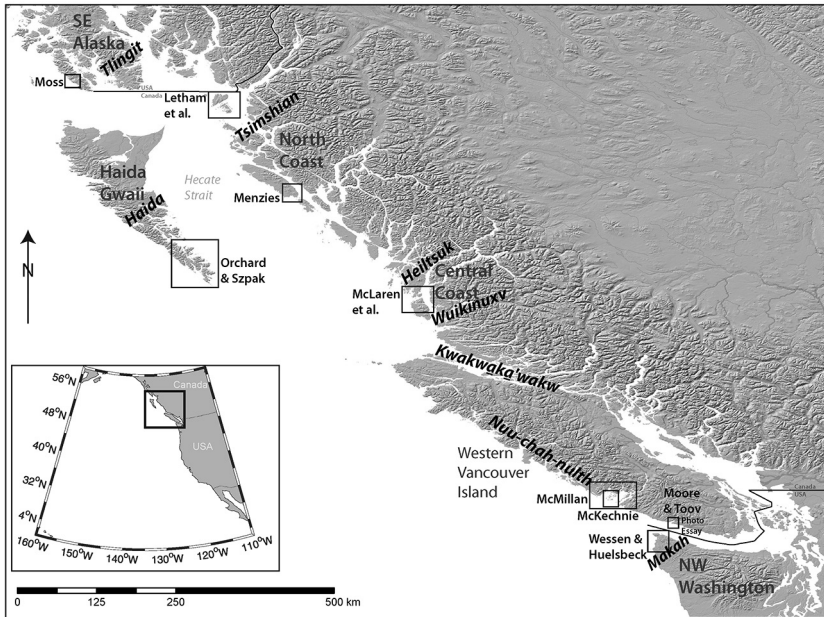 SE
Alaska
Tlingit
Moss
USA
Canada
Letham
et al.
Tsimshian
North
Coast
Haida
Gwaii
Haida
Hecate
Strait
Menzies
N
Orchard
& Szpak
Heiltsuk
Central
Coast
McLaren
et al.
Wuikinuxv
Kwakwaka̱'wakw
Nuu-chah-nulth
Western
Vancouver
Island
McMillan
McKechnie
Moore
& Toov
Photo
Essay
Canada
USA
Wessen &
Huelsbeck
Makah
NW
Washington
56°N
48°N
40°N
32°N
4°N
160°W
150°W
140°W
130°W
120°W
110°W
Canada
USA
0 125 250 500 km